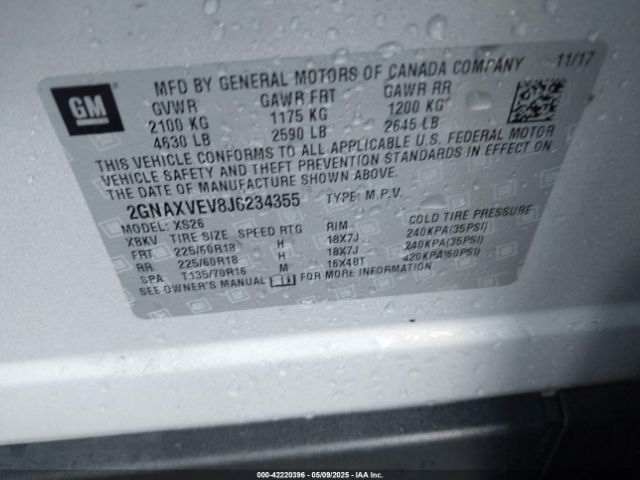 GM
MFD BY GENERAL MOTORS OF CANADA COMPANY 11/17
GVWR GAWR FRT GAWR RR
2100 KG 1175 KG 1200 KG
4630 LB 2590 LB 2645 LB
THIS VEHICLE CONFORMS TO ALL APPLICABLE U.S. FEDERAL MOTOR
VEHICLE SAFETY AND THEFT PREVENTION STANDARDS IN EFFECT ON
THE DATE OF MANUFACTURE SHOWN ABOVE.
2GNAXVEV8J6234355 TYPE: M.P.V.
MODEL: XS26
XBKV TIRE SIZE SPEED RTG RIM COLD TIRE PRESSURE
FRT 225/60R18 H 18X7J 240KPA(35PSI)
RR 225/60R18 H 18X7J 240KPA(35PSI)
SPA T135/70R16 M 16X4BT 420KPA(60PSI)
SEE OWNER'S MANUAL FOR MORE INFORMATION.
000-42220396 - 05/09/2025 - IAA Inc.